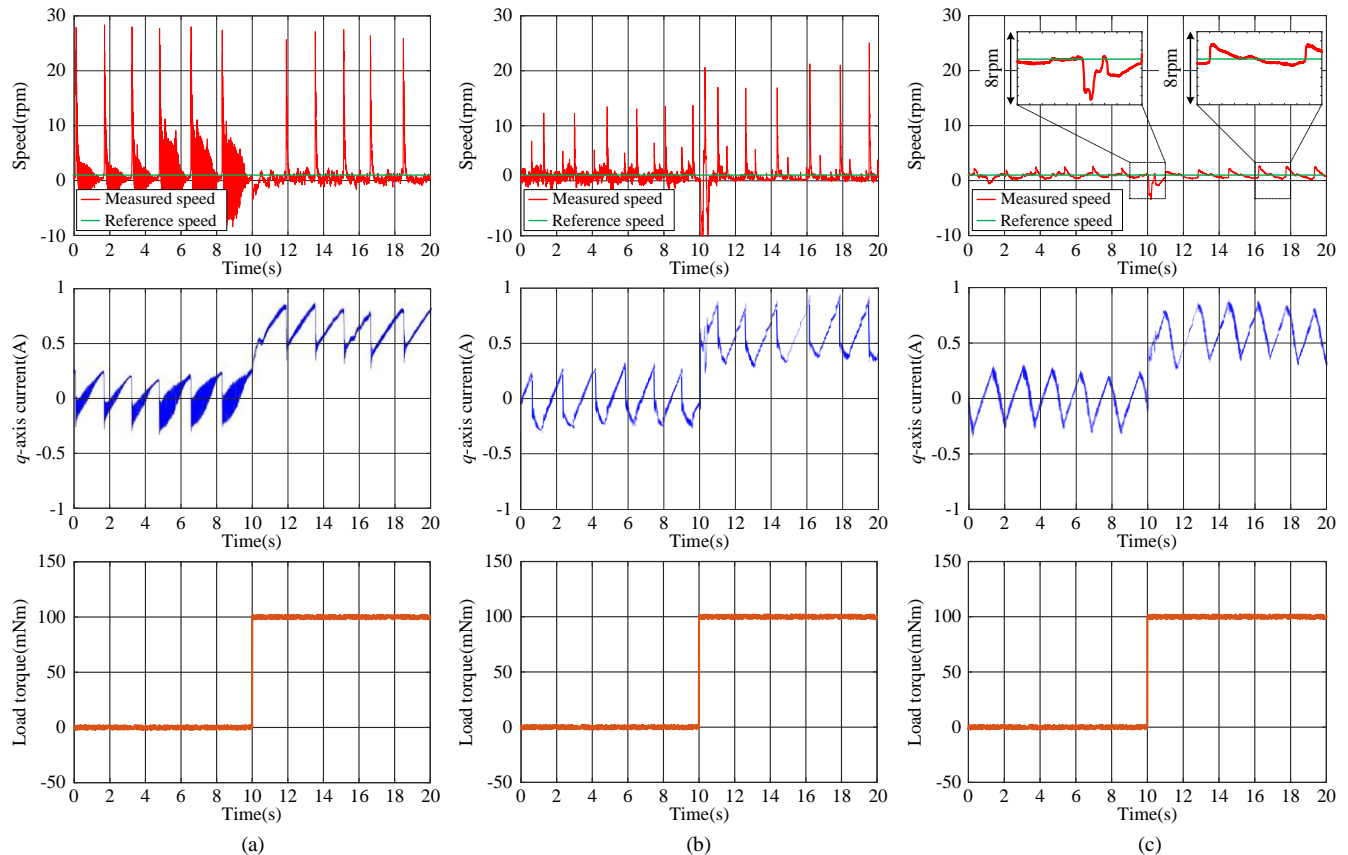 30
20
10
0
-10
Speed(rpm)
Measured speed
Reference speed
0 2 4 6 8 10 12 14 16 18 20
Time(s)
30
20
10
0
-10
Speed(rpm)
Measured speed
Reference speed
0 2 4 6 8 10 12 14 16 18 20
Time(s)
30
20
10
0
-10
Speed(rpm)
8rpm
8rpm
Measured speed
Reference speed
0 2 4 6 8 10 12 14 16 18 20
Time(s)
1
0.5
0
-0.5
-1
q-axis current(A)
0 2 4 6 8 10 12 14 16 18 20
Time(s)
1
0.5
0
-0.5
-1
q-axis current(A)
0 2 4 6 8 10 12 14 16 18 20
Time(s)
1
0.5
0
-0.5
-1
q-axis current(A)
0 2 4 6 8 10 12 14 16 18 20
Time(s)
150
100
50
0
-50
Load torque(mNm)
0 2 4 6 8 10 12 14 16 18 20
Time(s)
150
100
50
0
-50
Load torque(mNm)
0 2 4 6 8 10 12 14 16 18 20
Time(s)
150
100
50
0
-50
Load torque(mNm)
0 2 4 6 8 10 12 14 16 18 20
Time(s)
(a)
(b)
(c)